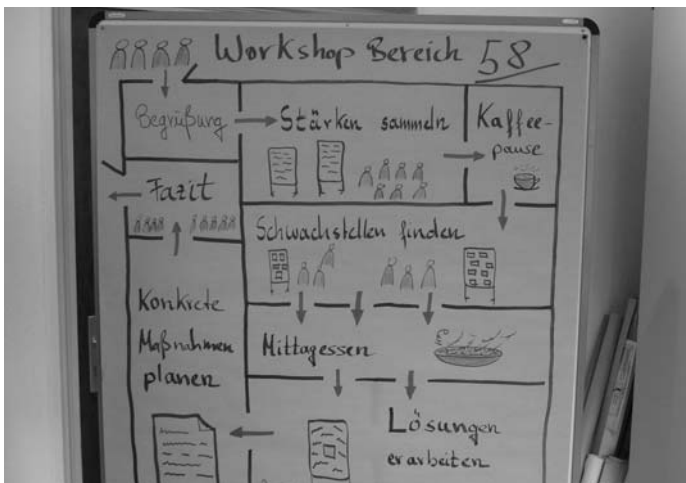 Workshop Bereich 58
Begrüßung
Stärken sammeln
Kaffee-
pause
Schwachstellen finden
Mittagessen
Lösungen
erarbeiten
Konkrete
Maßnahmen
planen
Fazit